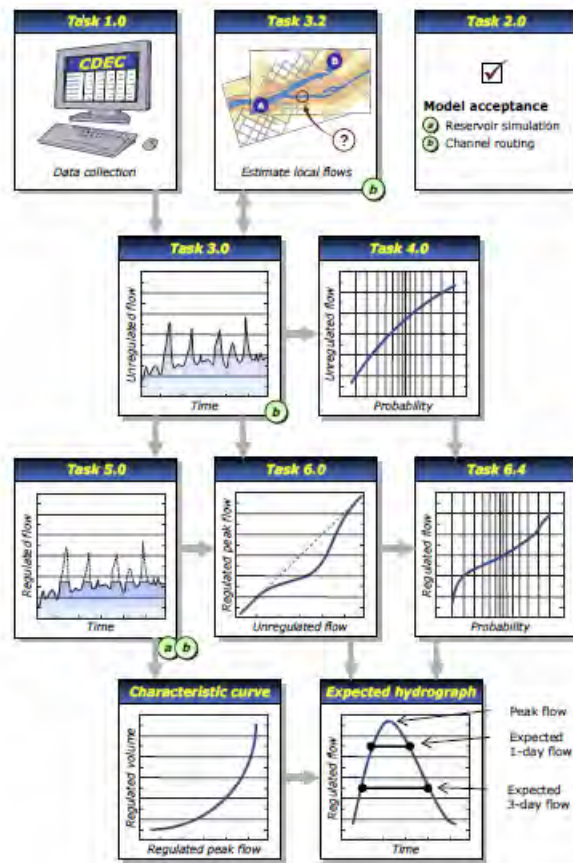 Task 1.0
CDEC
Data collection
Task 3.2
A
B
?
Estimate local flows
b
Task 2.0
Model acceptance
a Reservoir simulation
b Channel routing
Task 3.0
Unregulated flow
Time
b
Task 4.0
Unregulated flow
Probability
Task 5.0
Regulated flow
Time
a b
Task 6.0
Regulated peak flow
Unregulated flow
Task 6.4
Regulated flow
Probability
Characteristic curve
Regulated volume
Regulated peak flow
Expected hydrograph
Regulated flow
Time
Peak flow
Expected
1-day flow
Expected
3-day flow